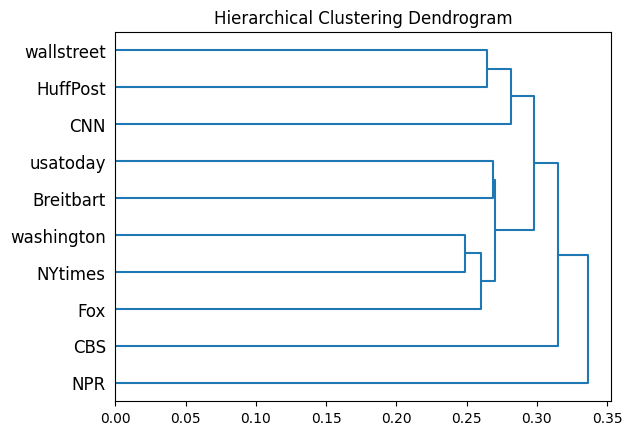 Hierarchical Clustering Dendrogram
wallstreet
HuffPost
CNN
usatoday
Breitbart
washington
NYtimes
Fox
CBS
NPR
0.00 0.05 0.10 0.15 0.20 0.25 0.30 0.35